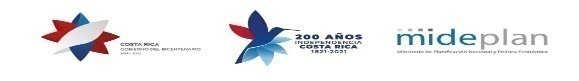 COSTA RICA
GOBIERNO DEL BICENTENARIO
200 AÑOS
INDEPENDENCIA
COSTA RICA
1821-2021
mideplan
Ministerio de Planificación Nacional y Política Económica